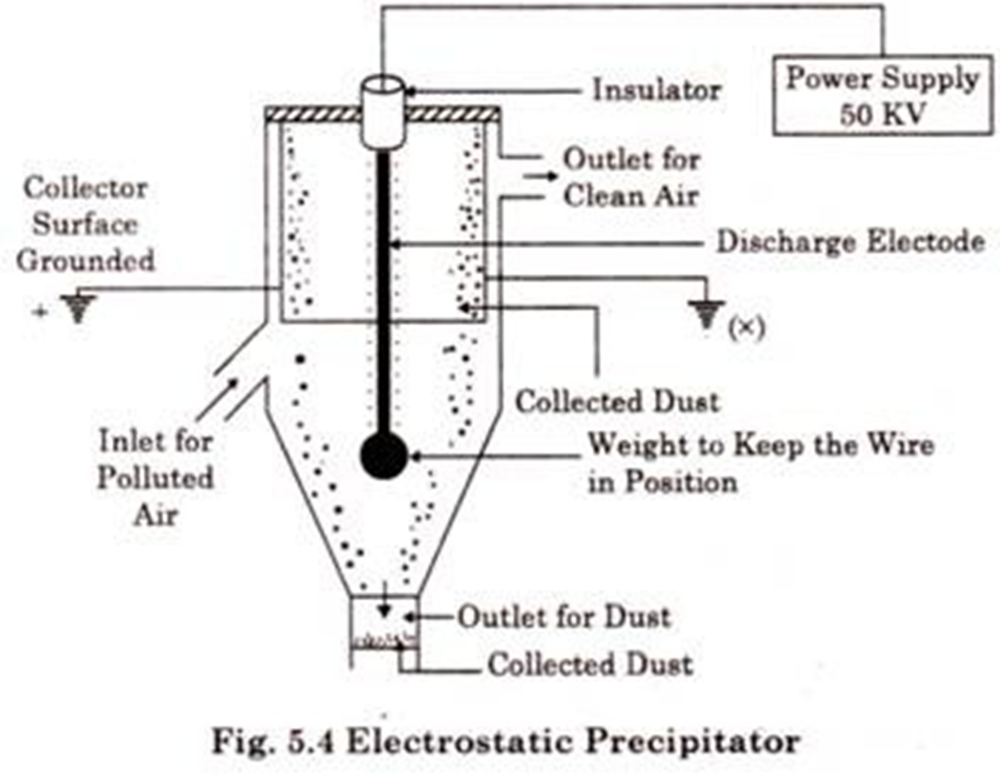 Power Supply
50 KV
Insulator
Outlet for
Clean Air
Collector
Surface
Grounded
Discharge Electode
+
(×)
Collected Dust
Inlet for
Polluted
Air
Weight to Keep the Wire
in Position
Outlet for Dust
Collected Dust
Fig. 5.4 Electrostatic Precipitator